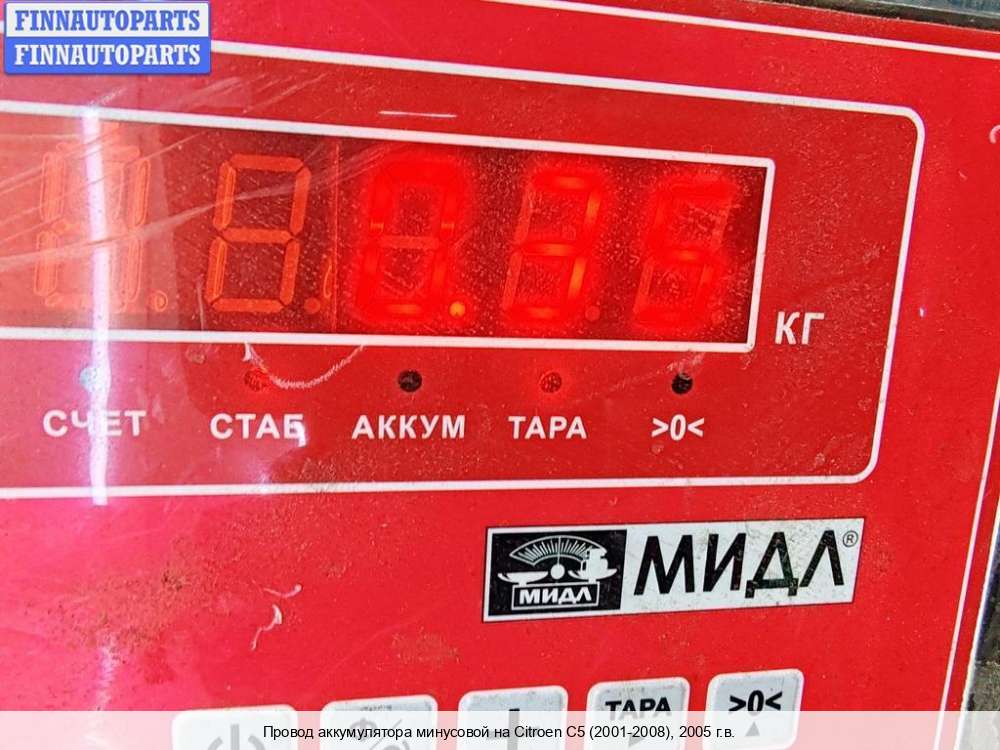 FINNAUTOPARTS
FINNAUTOPARTS
0.35
КГ
СЧЕТ СТАБ АККУМ ТАРА >0<
МИДЛ МИДЛ®
ТАРА >0<
Провод аккумулятора минусовой на Citroen C5 (2001-2008), 2005 г.в.